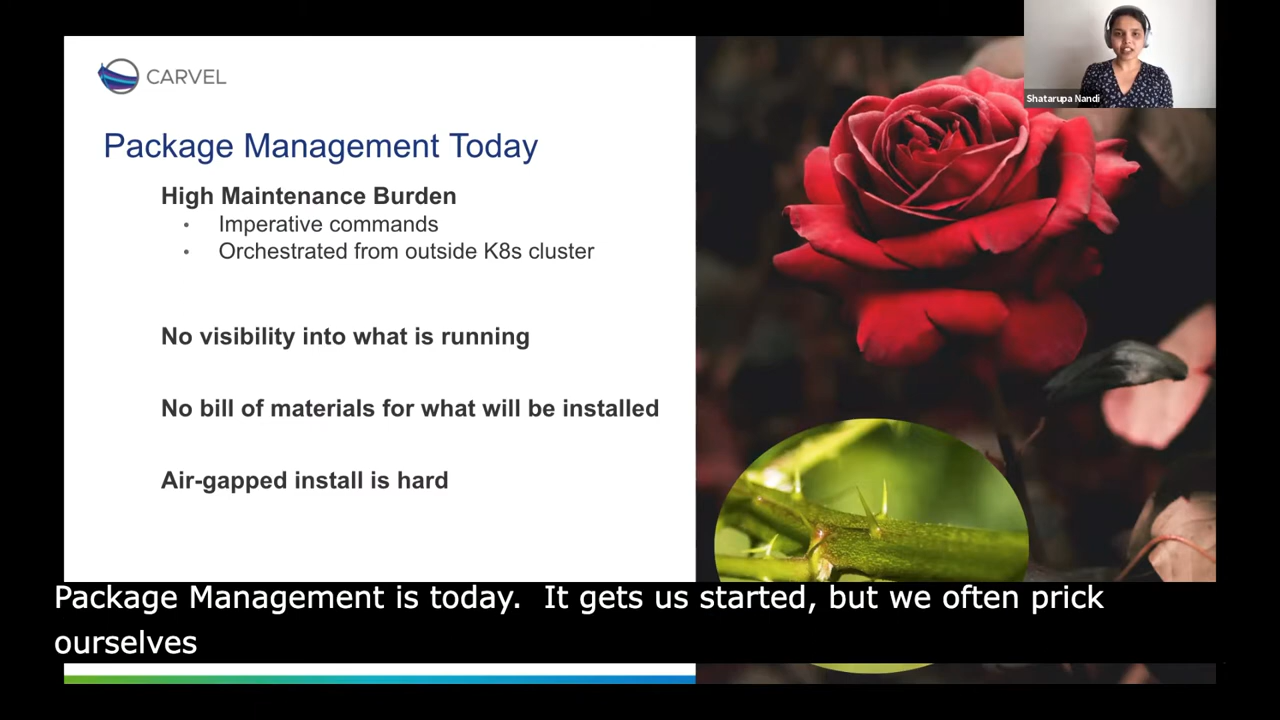 CARVEL
Shatarupa Nandi
Package Management Today
High Maintenance Burden
• Imperative commands
• Orchestrated from outside K8s cluster
No visibility into what is running
No bill of materials for what will be installed
Air-gapped install is hard
Package Management is today. It gets us started, but we often prick
ourselves